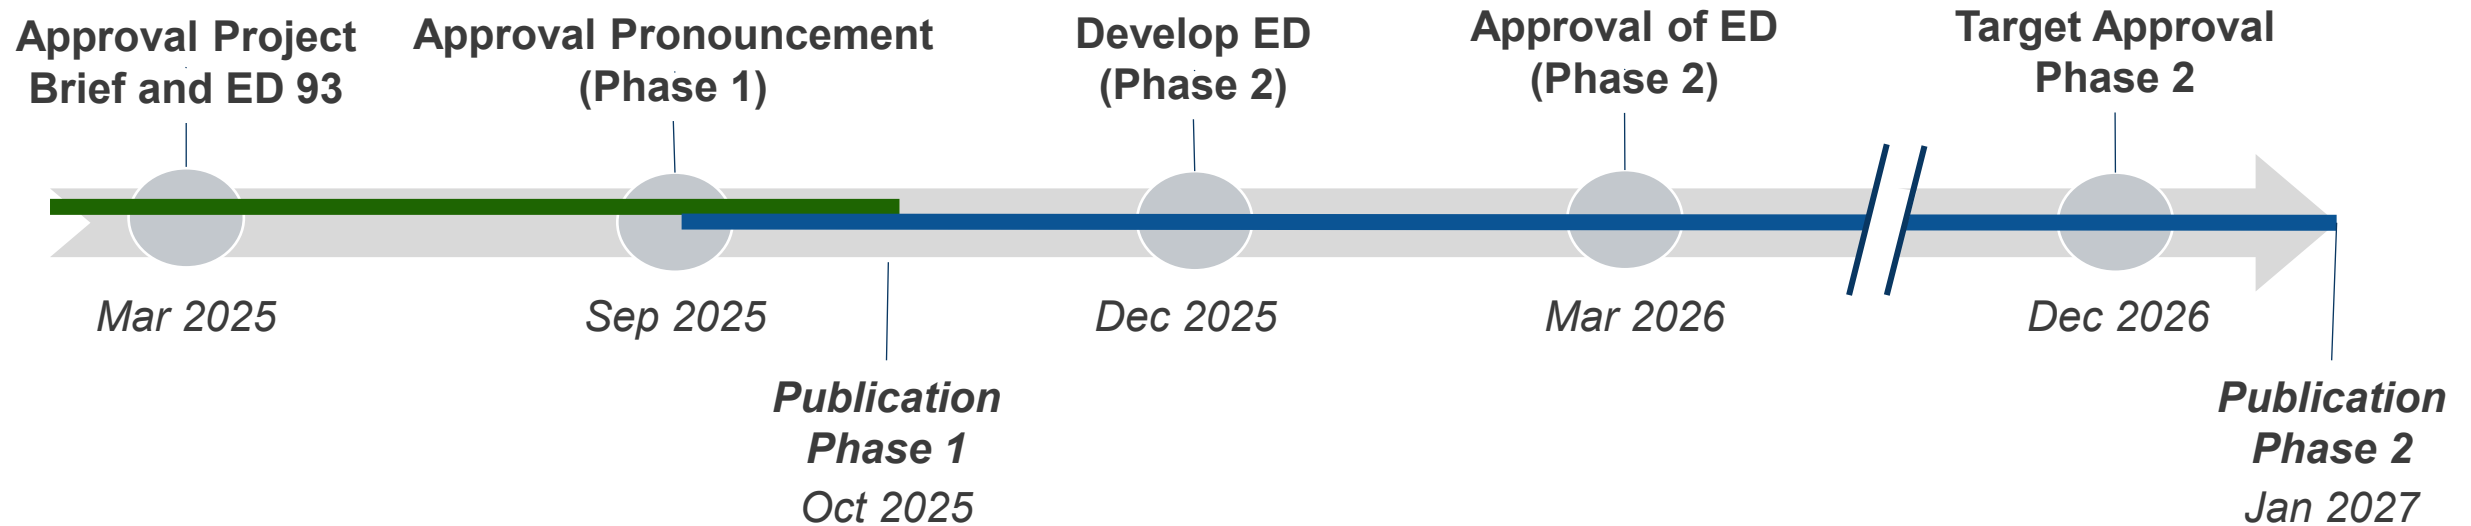 Approval Project
Brief and ED 93
Approval Pronouncement
(Phase 1)
Develop ED
(Phase 2)
Approval of ED
(Phase 2)
Target Approval
Phase 2
Mar 2025
Sep 2025
Dec 2025
Mar 2026
Dec 2026
Publication
Phase 1
Oct 2025
Publication
Phase 2
Jan 2027